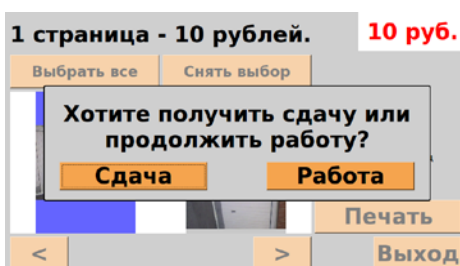 1 страница - 10 рублей.
10 руб.
Выбрать все
Снять выбор
Хотите получить сдачу или
продолжить работу?
Сдача
Работа
Печать
<
>
Выход